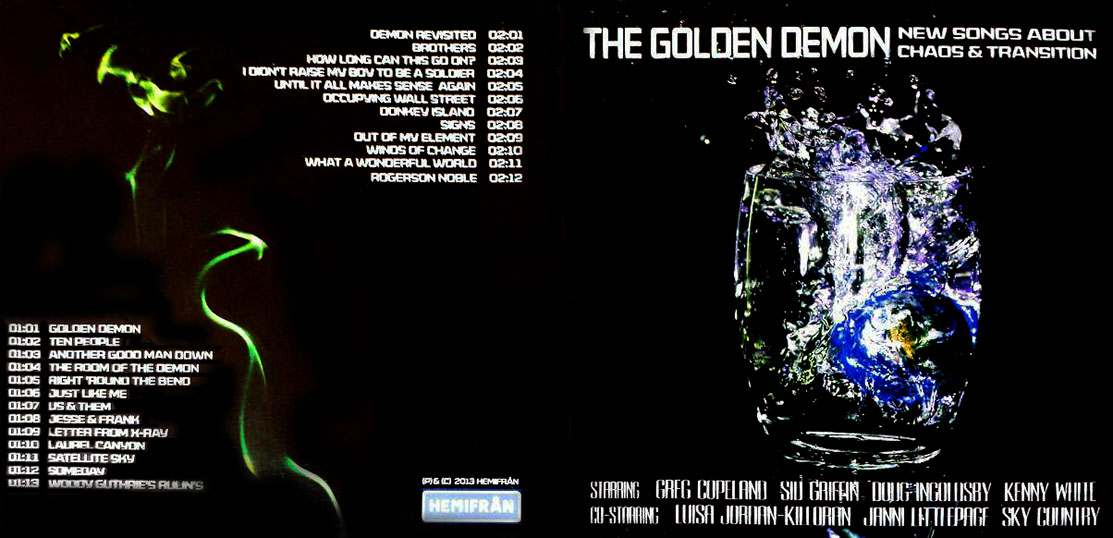 DEMON REVISITED 02:01
BROTHERS 02:02
HOW LONG CAN THIS GO ON? 02:03
I DIDN'T RAISE MY BOY TO BE A SOLDIER 02:04
UNTIL IT ALL MAKES SENSE AGAIN 02:05
OCCUPYING WALL STREET 02:06
DONKEY ISLAND 02:07
SIGNS 02:08
OUT OF MY ELEMENT 02:09
WINDS OF CHANGE 02:10
WHAT A WONDERFUL WORLD 02:11
ROGERSON NOBLE 02:12
01:01 GOLDEN DEMON
01:02 TEN PEOPLE
01:03 ANOTHER GOOD MAN DOWN
01:04 THE ROOM OF THE DEMON
01:05 RIGHT 'ROUND THE BEND
01:06 JUST LIKE ME
01:07 US & THEM
01:08 JESSE & FRANK
01:09 LETTER FROM X-RAY
01:10 LAUREL CANYON
01:11 SATELLITE SKY
01:12 SOMEDAY
01:13 WOODY GUTHRIE'S
(P) & (C) 2013 HEMIFRÅN
HEMIFRÅN
THE GOLDEN DEMON NEW SONGS ABOUT
CHAOS & TRANSITION
STARRING GREG COPELAND SID GRIFFIN DOUG INGOLDSBY KENNY WHITE
CO-STARRING LUISA JORDAN-KILLORAN JANNI LITTLEPAGE SKY COUNTRY